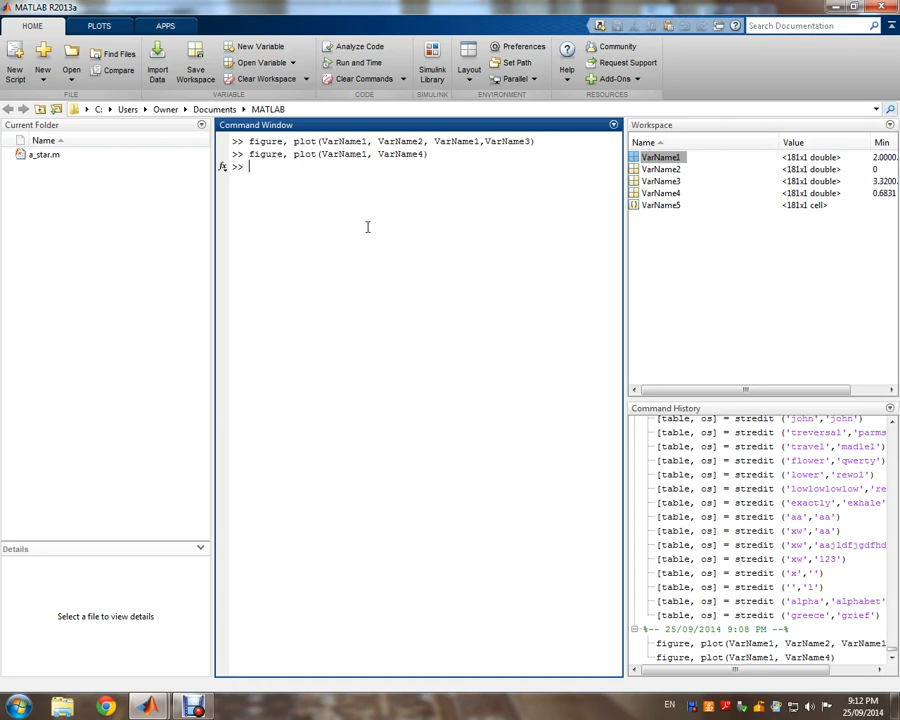 MATLAB R2013a
HOME PLOTS APPS
Search Documentation
New Script
New
Open
Find Files
Compare
Import Data
Save Workspace
New Variable
Open Variable
Clear Workspace
Analyze Code
Run and Time
Clear Commands
Simulink Library
Layout
Preferences
Set Path
Parallel
Help
Community
Request Support
Add-Ons
FILE VARIABLE CODE SIMULINK ENVIRONMENT RESOURCES
C: Users Owner Documents MATLAB
Current Folder
Name
a_star.m
Details
Select a file to view details
Command Window
>> figure, plot(VarName1, VarName2, VarName1,VarName3)
>> figure, plot(VarName1, VarName4)
fx >>
Workspace
Name Value Min
VarName1 <181x1 double> 2.0000.
VarName2 <181x1 double> 0
VarName3 <181x1 double> 3.3200.
VarName4 <181x1 double> 0.6831
VarName5 <181x1 cell>
Command History
[table, os] = stredit ('john','john')
[table, os] = stredit ('treversal','parms
[table, os] = stredit ('travel','madlel')
[table, os] = stredit ('flower','qwerty')
[table, os] = stredit ('lower','rewol')
[table, os] = stredit ('lowlowlowlow','re
[table, os] = stredit ('exactly','exhale'
[table, os] = stredit ('aa','aa')
[table, os] = stredit ('xw','aa')
[table, os] = stredit ('xw','aajldfjgdfhd
[table, os] = stredit ('xw','123')
[table, os] = stredit ('x','')
[table, os] = stredit ('','l')
[table, os] = stredit ('alpha','alphabet'
[table, os] = stredit ('greece','grief')
%-- 25/09/2014 9:08 PM --%
figure, plot(VarName1, VarName2, VarName1
figure, plot(VarName1, VarName4)
EN
9:12 PM
25/09/2014